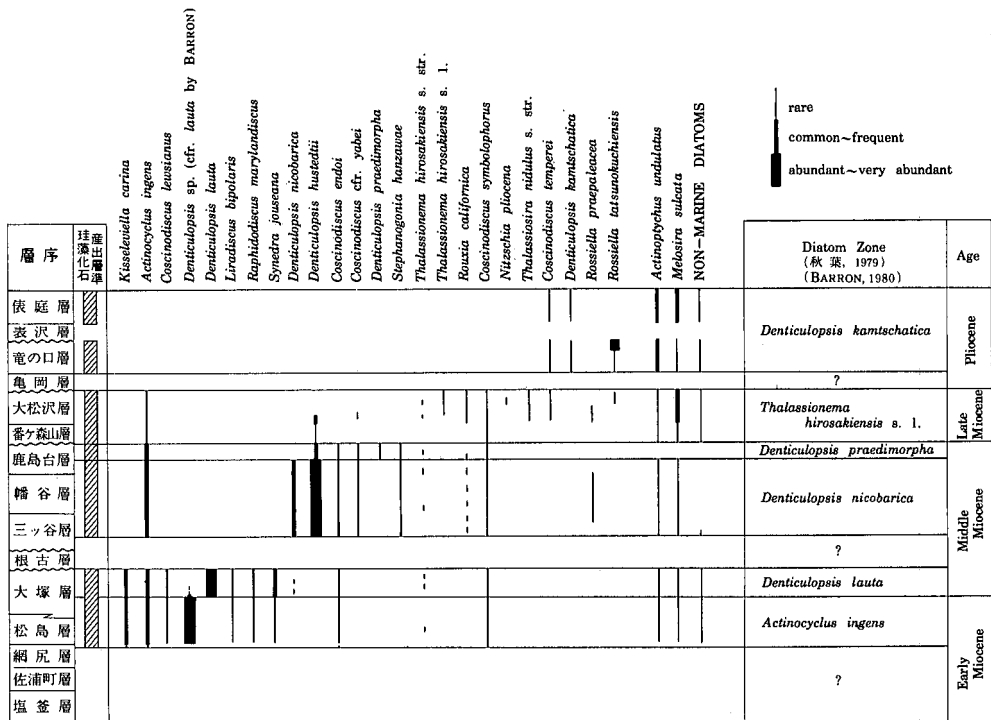 Kisseleviella carina
Actinocyclus ingens
Coscinodiscus lewsianus
Denticulopsis sp. (cfr. lauta by BARRON)
Denticulopsis lauta
Liradiscus bipolaris
Raphidodiscus marylandiscus
Synedra jouseana
Denticulopsis nicobarica
Denticulopsis hustedtii
Coscinodiscus endoi
Coscinodiscus cfr. yabei
Denticulopsis praedimorpha
Stephanogonia hanzawae
Thalassionema hirosakiensis s. str.
Thalassionema hirosakiensis s. l.
Rouxia californica
Coscinodiscus symbolophorus
Nitzschia pliocena
Thalassiosira nidulus s. str.
Coscinodiscus temperei
Denticulopsis kamtschatica
Rossiella praepaleacea
Rossiella tatsunokuchiensis
Actinoptychus undulatus
Melosira sulcata
NON-MARINE DIATOMS
rare
common~frequent
abundant~very abundant
層序
珪藻化石
産出層準
Diatom Zone
(秋葉, 1979)
(BARRON, 1980)
Age
俵庭層
表沢層
竜の口層
亀岡層
大松沢層
番ケ森山層
鹿島台層
幡谷層
三ッ谷層
根古層
大塚層
松島層
網尻層
佐浦町層
塩釜層
Denticulopsis kamtschatica
?
Thalassionema
hirosakiensis s. l.
Denticulopsis praedimorpha
Denticulopsis nicobarica
?
Denticulopsis lauta
Actinocyclus ingens
?
Pliocene
Late
Miocene
Middle
Miocene
Early
Miocene